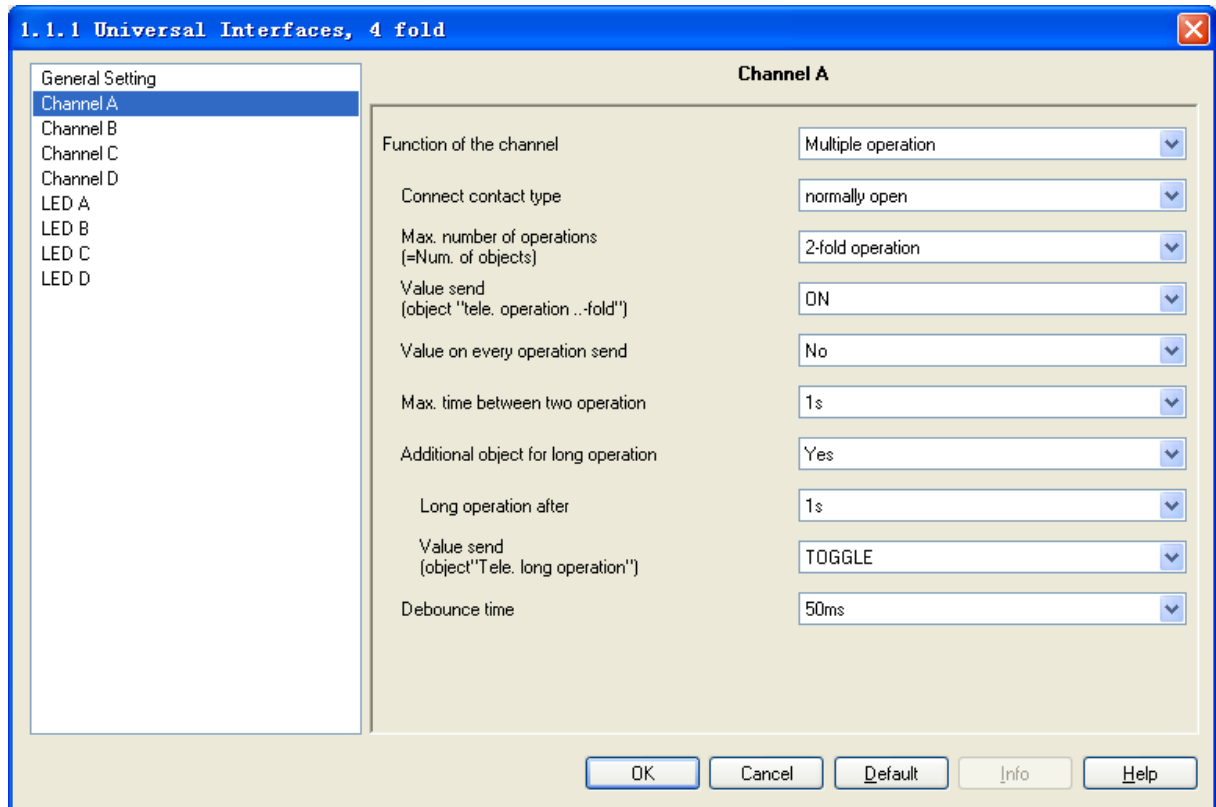 1.1.1 Universal Interfaces, 4 fold
General Setting
Channel A
Channel B
Channel C
Channel D
LED A
LED B
LED C
LED D
Channel A
Function of the channel
Multiple operation
Connect contact type
normally open
Max. number of operations
(=Num. of objects)
2-fold operation
Value send
(object "tele. operation ..-fold")
ON
Value on every operation send
No
Max. time between two operation
1s
Additional object for long operation
Yes
Long operation after
1s
Value send
(object"Tele. long operation")
TOGGLE
Debounce time
50ms
OK
Cancel
Default
Info
Help